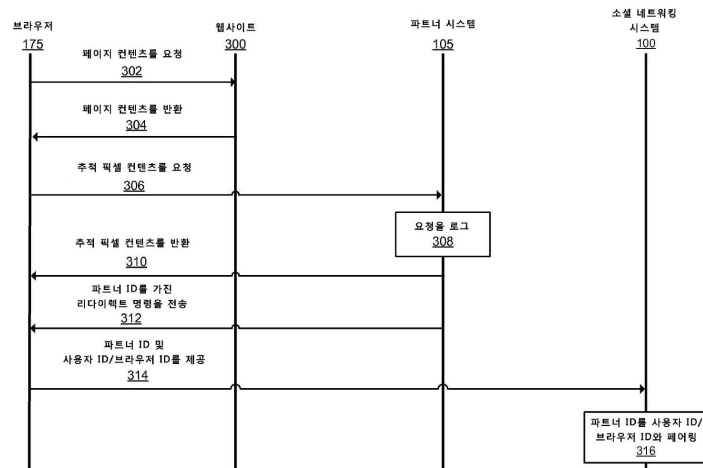 브라우저
175
웹사이트
300
파트너 시스템
105
소셜 네트워킹
시스템
100
페이지 컨텐츠를 요청
302
페이지 컨텐츠를 반환
304
추적 픽셀 컨텐츠를 요청
306
요청을 로그
308
추적 픽셀 컨텐츠를 반환
310
파트너 ID를 가진
리다이렉트 명령을 전송
312
파트너 ID 및
사용자 ID/브라우저 ID를 제공
314
파트너 ID를 사용자 ID/
브라우저 ID와 페어링
316